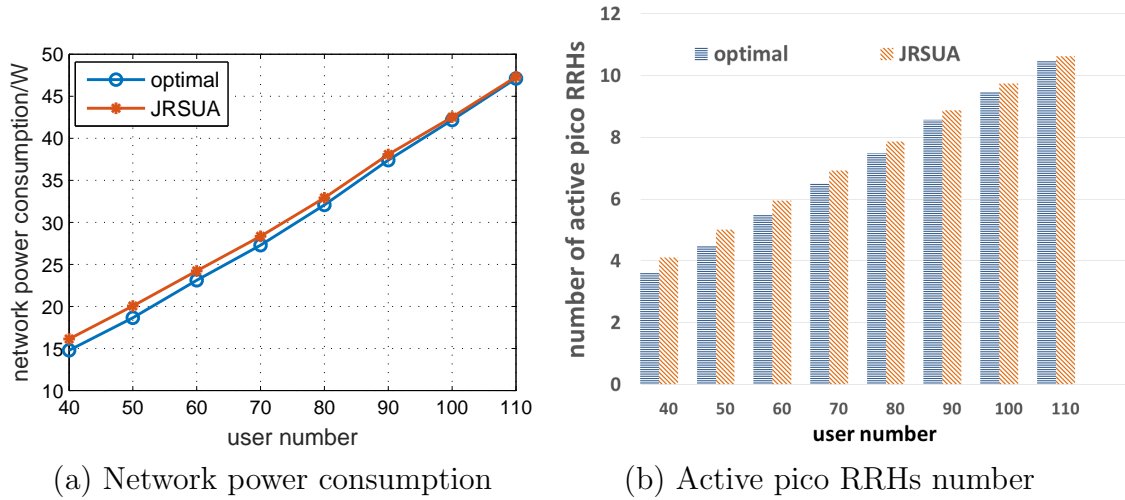 network power consumption/W
50
45
40
35
30
25
20
15
10
optimal
JRSUA
40 50 60 70 80 90 100 110
user number
(a) Network power consumption
number of active pico RRHs
12
10
8
6
4
2
0
optimal JRSUA
40 50 60 70 80 90 100 110
user number
(b) Active pico RRHs number